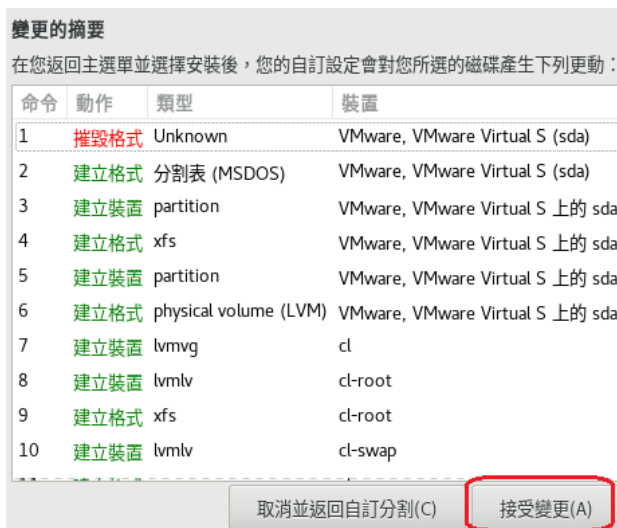 變更的摘要
在您返回主選單並選擇安裝後，您的自訂設定會對您所選的磁碟產生下列更動：
命令 動作 類型 裝置
1 摧毀格式 Unknown VMware, VMware Virtual S (sda)
2 建立格式 分割表 (MSDOS) VMware, VMware Virtual S (sda)
3 建立裝置 partition VMware, VMware Virtual S 上的 sda
4 建立格式 xfs VMware, VMware Virtual S 上的 sda
5 建立裝置 partition VMware, VMware Virtual S 上的 sda
6 建立格式 physical volume (LVM) VMware, VMware Virtual S 上的 sda
7 建立裝置 lvmvg cl
8 建立裝置 lvmlv cl-root
9 建立格式 xfs cl-root
10 建立裝置 lvmlv cl-swap
取消並返回自訂分割(C) 接受變更(A)